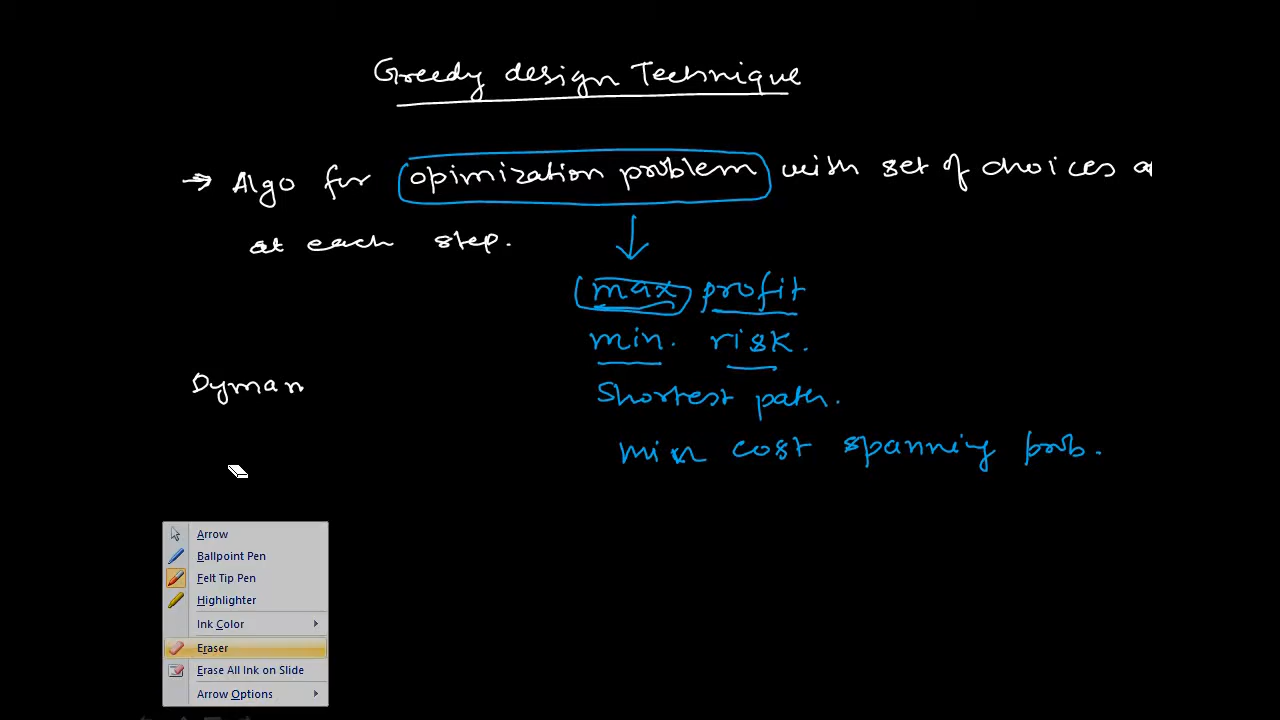 Greedy design Technique
→ Algo for opimization problem with set of choices a
at each step.
max profit
min. risk.
Shortest path.
min cost spanning prob.
Dyman
Arrow
Ballpoint Pen
Felt Tip Pen
Highlighter
Ink Color
Eraser
Erase All Ink on Slide
Arrow Options